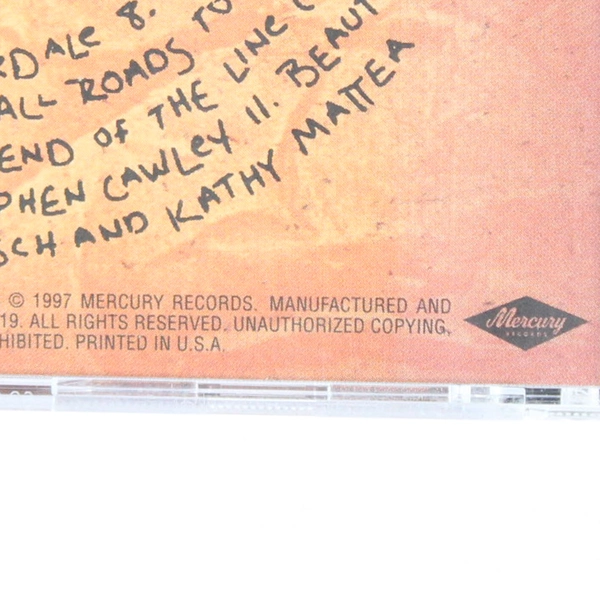 RDALE 8.
ALL ROADS TO
END OF THE LINE (
PHEN CAWLEY 11. BEAUT
SCH AND KATHY MATTEA
© 1997 MERCURY RECORDS. MANUFACTURED AND
19. ALL RIGHTS RESERVED. UNAUTHORIZED COPYING,
HIBITED. PRINTED IN U.S.A.
Mercury
RECORDS